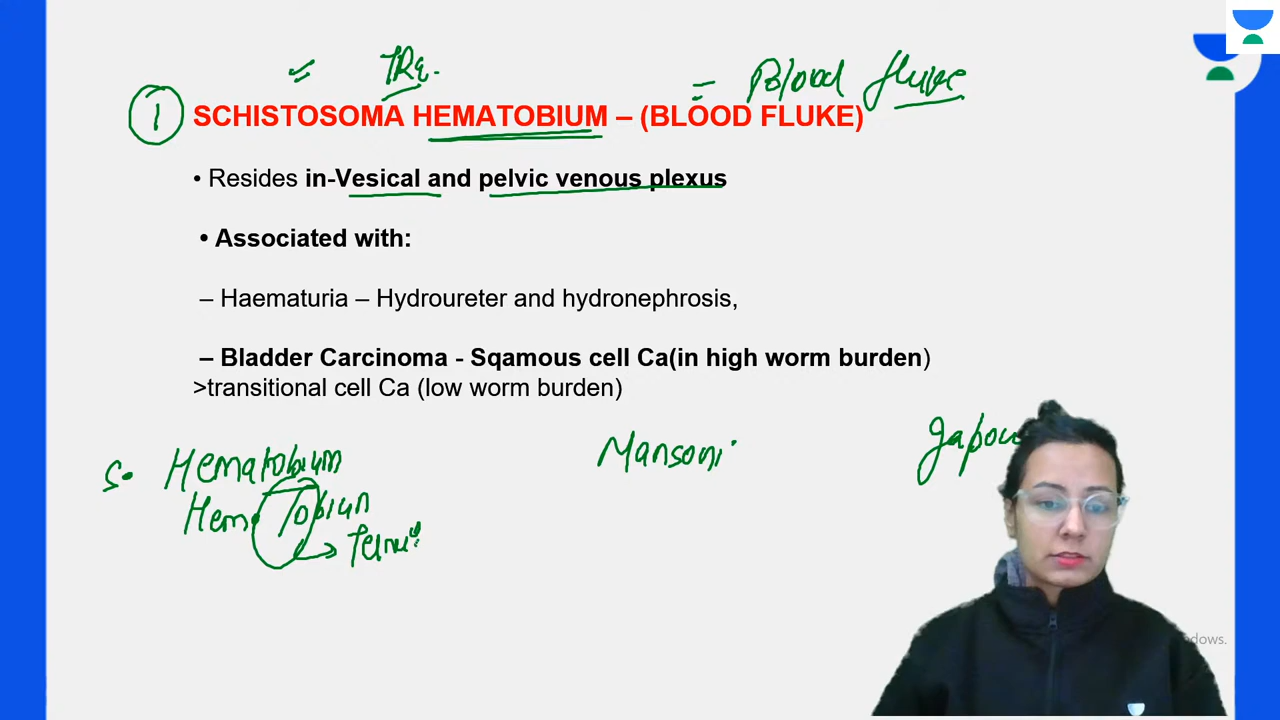 TRe.
= Blood fluke
1 SCHISTOSOMA HEMATOBIUM – (BLOOD FLUKE)
• Resides in-Vesical and pelvic venous plexus
• Associated with:
– Haematuria – Hydroureter and hydronephrosis,
– Bladder Carcinoma - Sqamous cell Ca(in high worm burden)
>transitional cell Ca (low worm burden)
S. Hematobium Mansoni
Hem Tobium
dows.